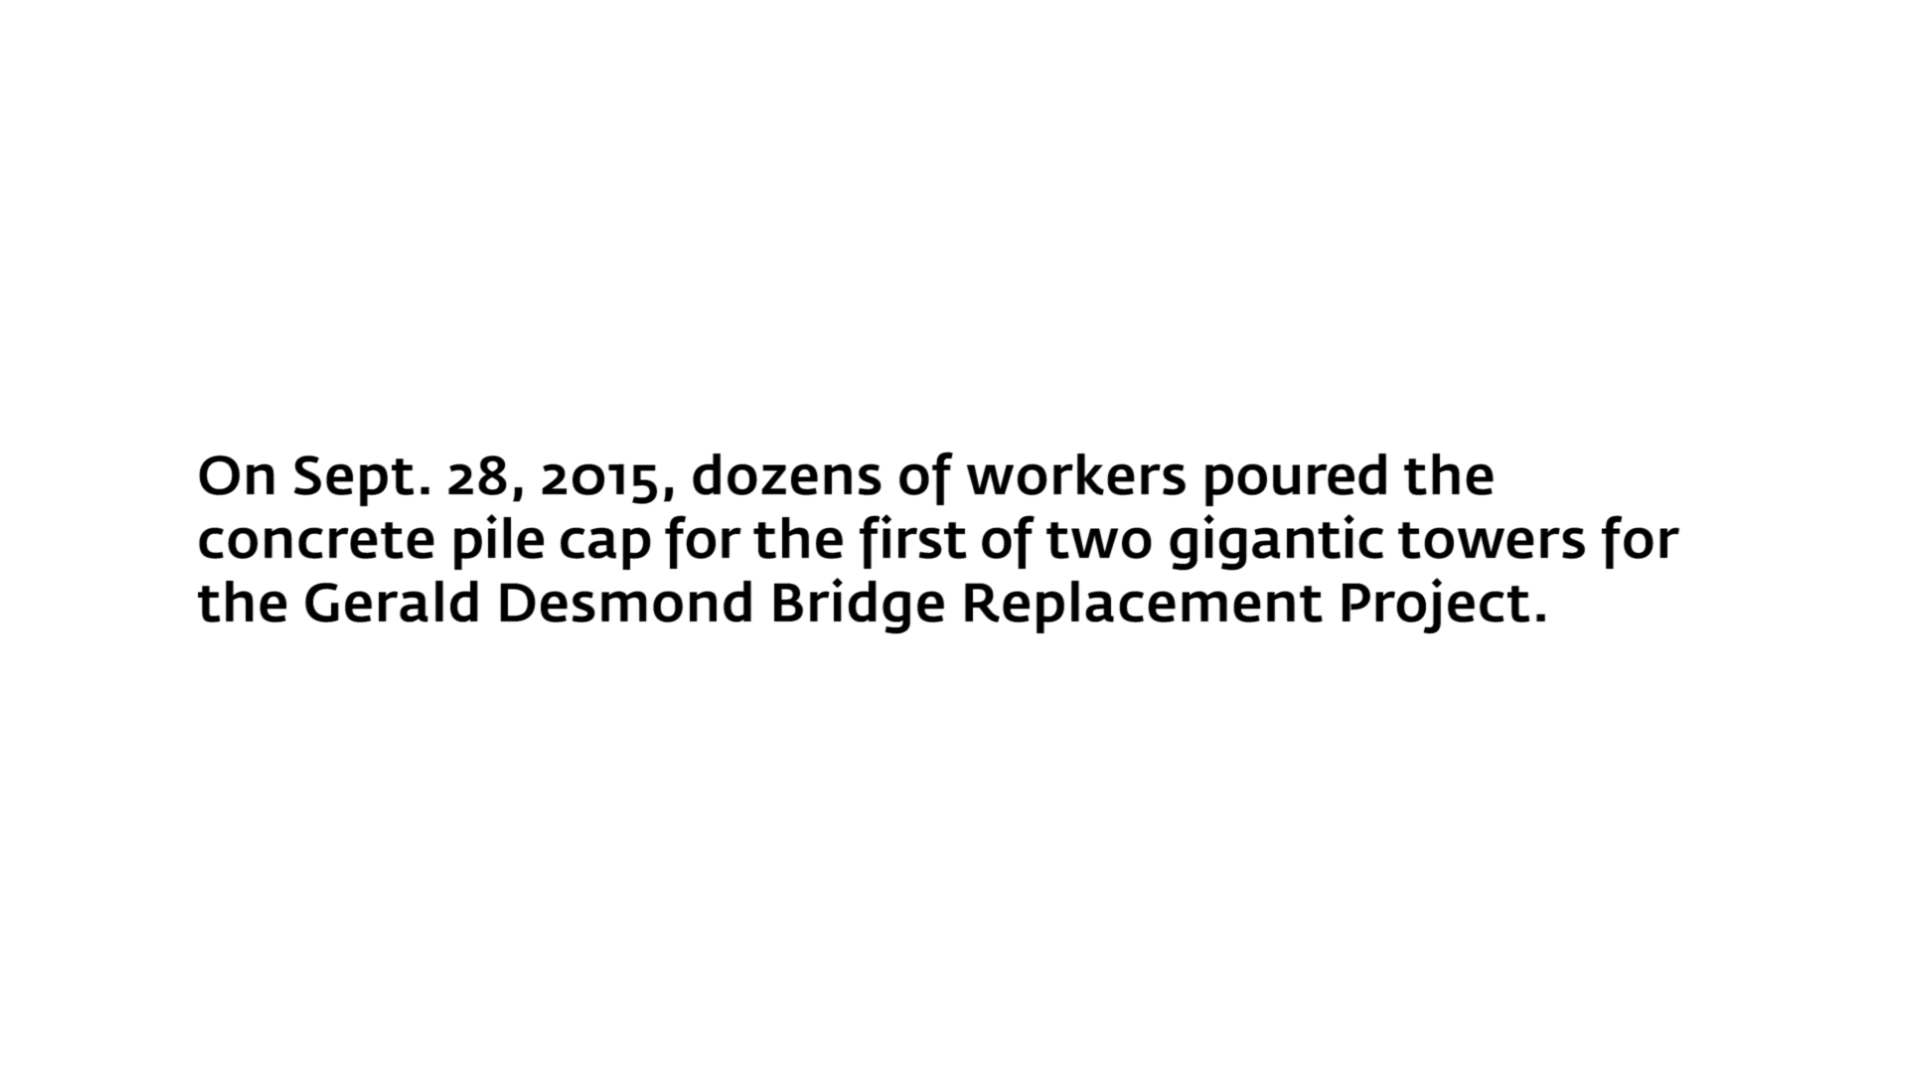 On Sept. 28, 2015, dozens of workers poured the
concrete pile cap for the first of two gigantic towers for
the Gerald Desmond Bridge Replacement Project.